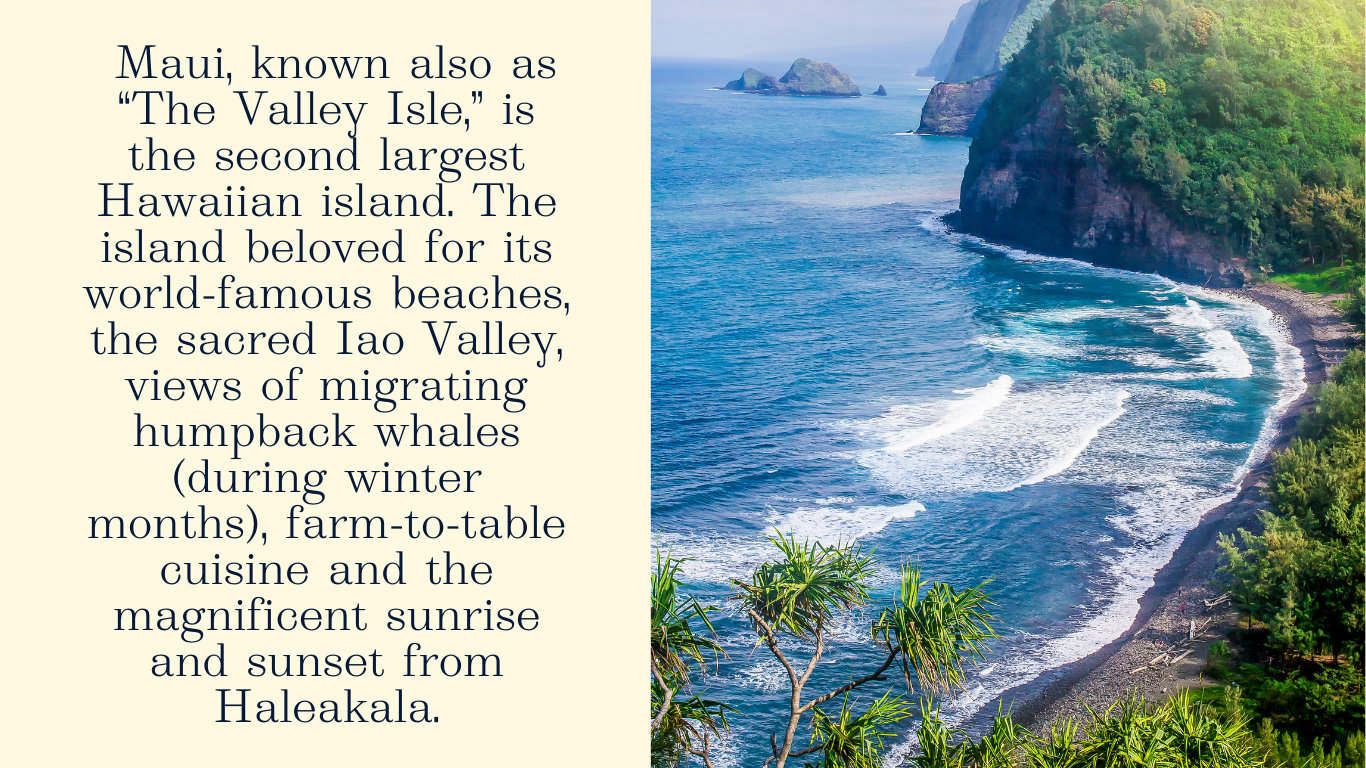 Maui, known also as
“The Valley Isle,” is
the second largest
Hawaiian island. The
island beloved for its
world-famous beaches,
the sacred Iao Valley,
views of migrating
humpback whales
(during winter
months), farm-to-table
cuisine and the
magnificent sunrise
and sunset from
Haleakala.